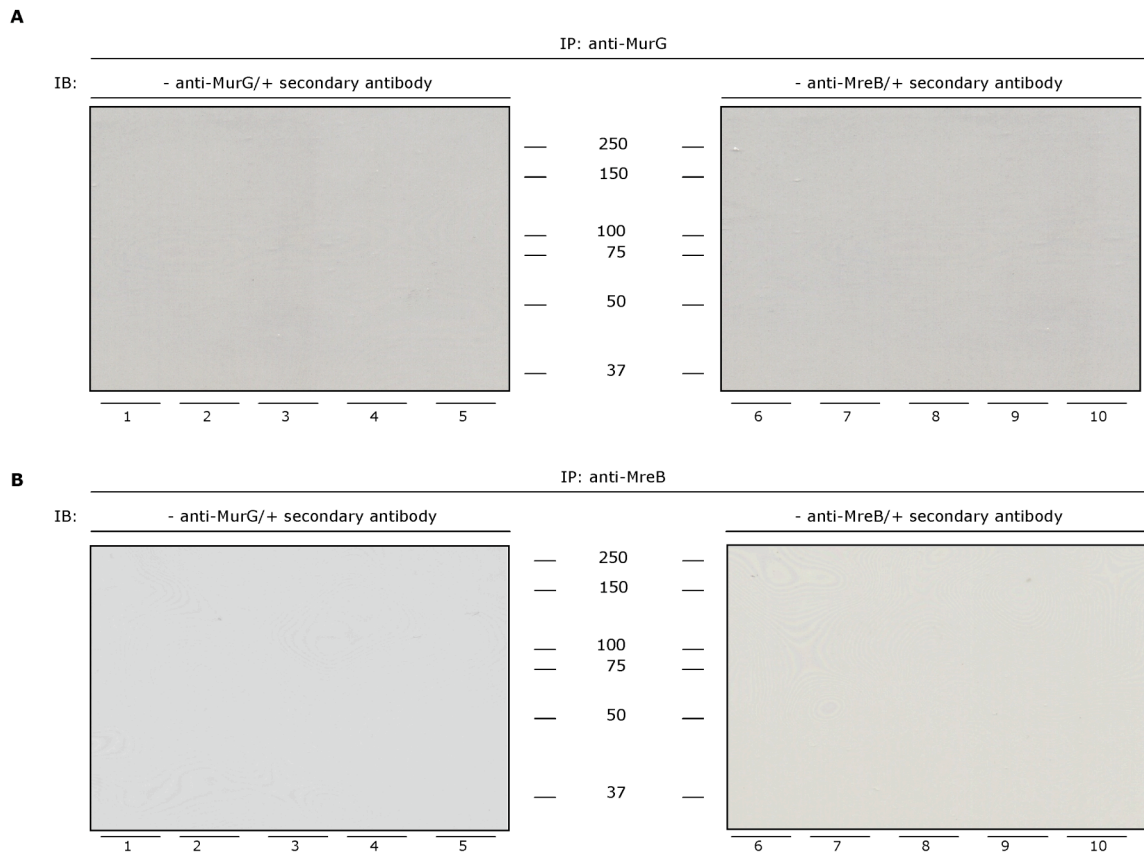 A
IP: anti-MurG
IB: - anti-MurG/+ secondary antibody - anti-MreB/+ secondary antibody
250
150
100
75
50
37
1 2 3 4 5 6 7 8 9 10
B
IP: anti-MreB
IB: - anti-MurG/+ secondary antibody - anti-MreB/+ secondary antibody
250
150
100
75
50
37
1 2 3 4 5 6 7 8 9 10